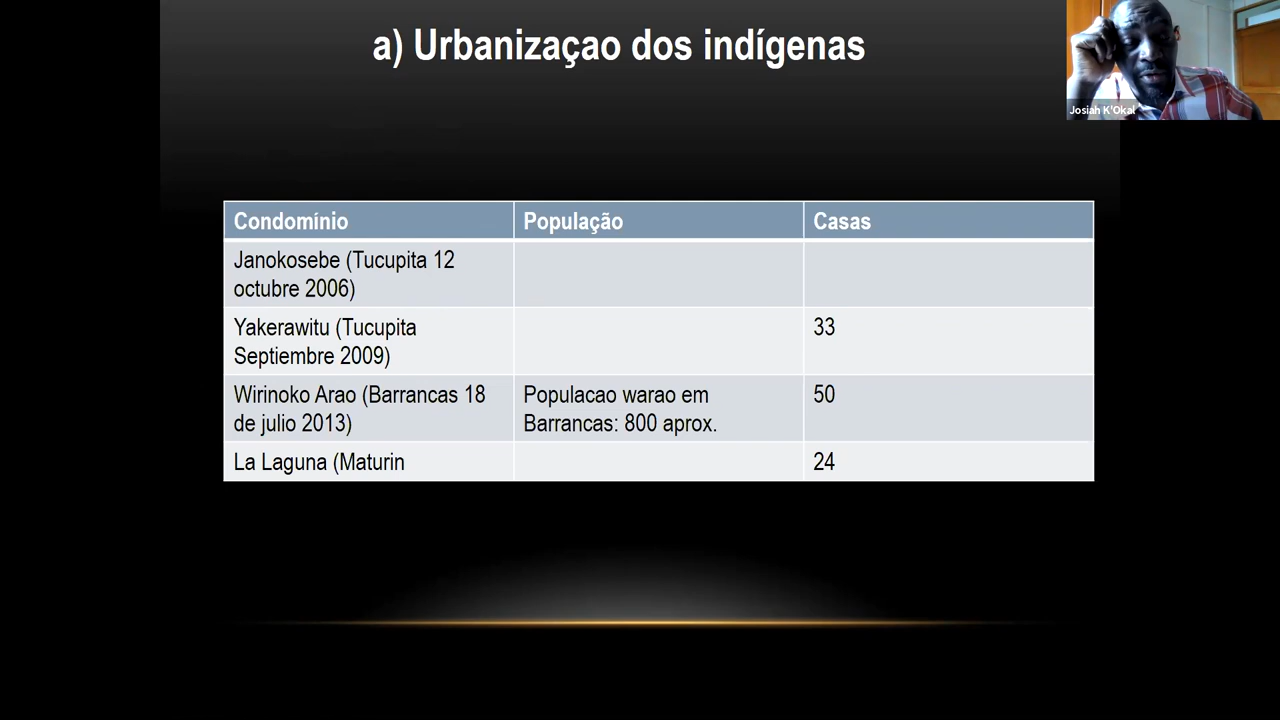 a) Urbanizaçao dos indígenas
Josiah K'Okal
Condomínio População Casas
Janokosebe (Tucupita 12
octubre 2006)
Yakerawitu (Tucupita 33
Septiembre 2009)
Wirinoko Arao (Barrancas 18 Populacao warao em 50
de julio 2013) Barrancas: 800 aprox.
La Laguna (Maturin 24